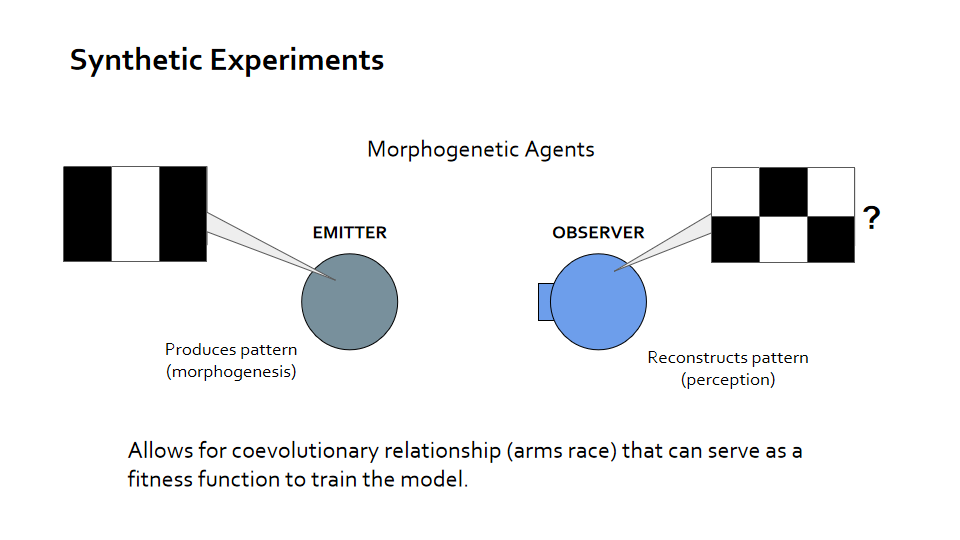 Synthetic Experiments
Morphogenetic Agents
?
EMITTER
OBSERVER
Produces pattern
(morphogenesis)
Reconstructs pattern
(perception)
Allows for coevolutionary relationship (arms race) that can serve as a
fitness function to train the model.